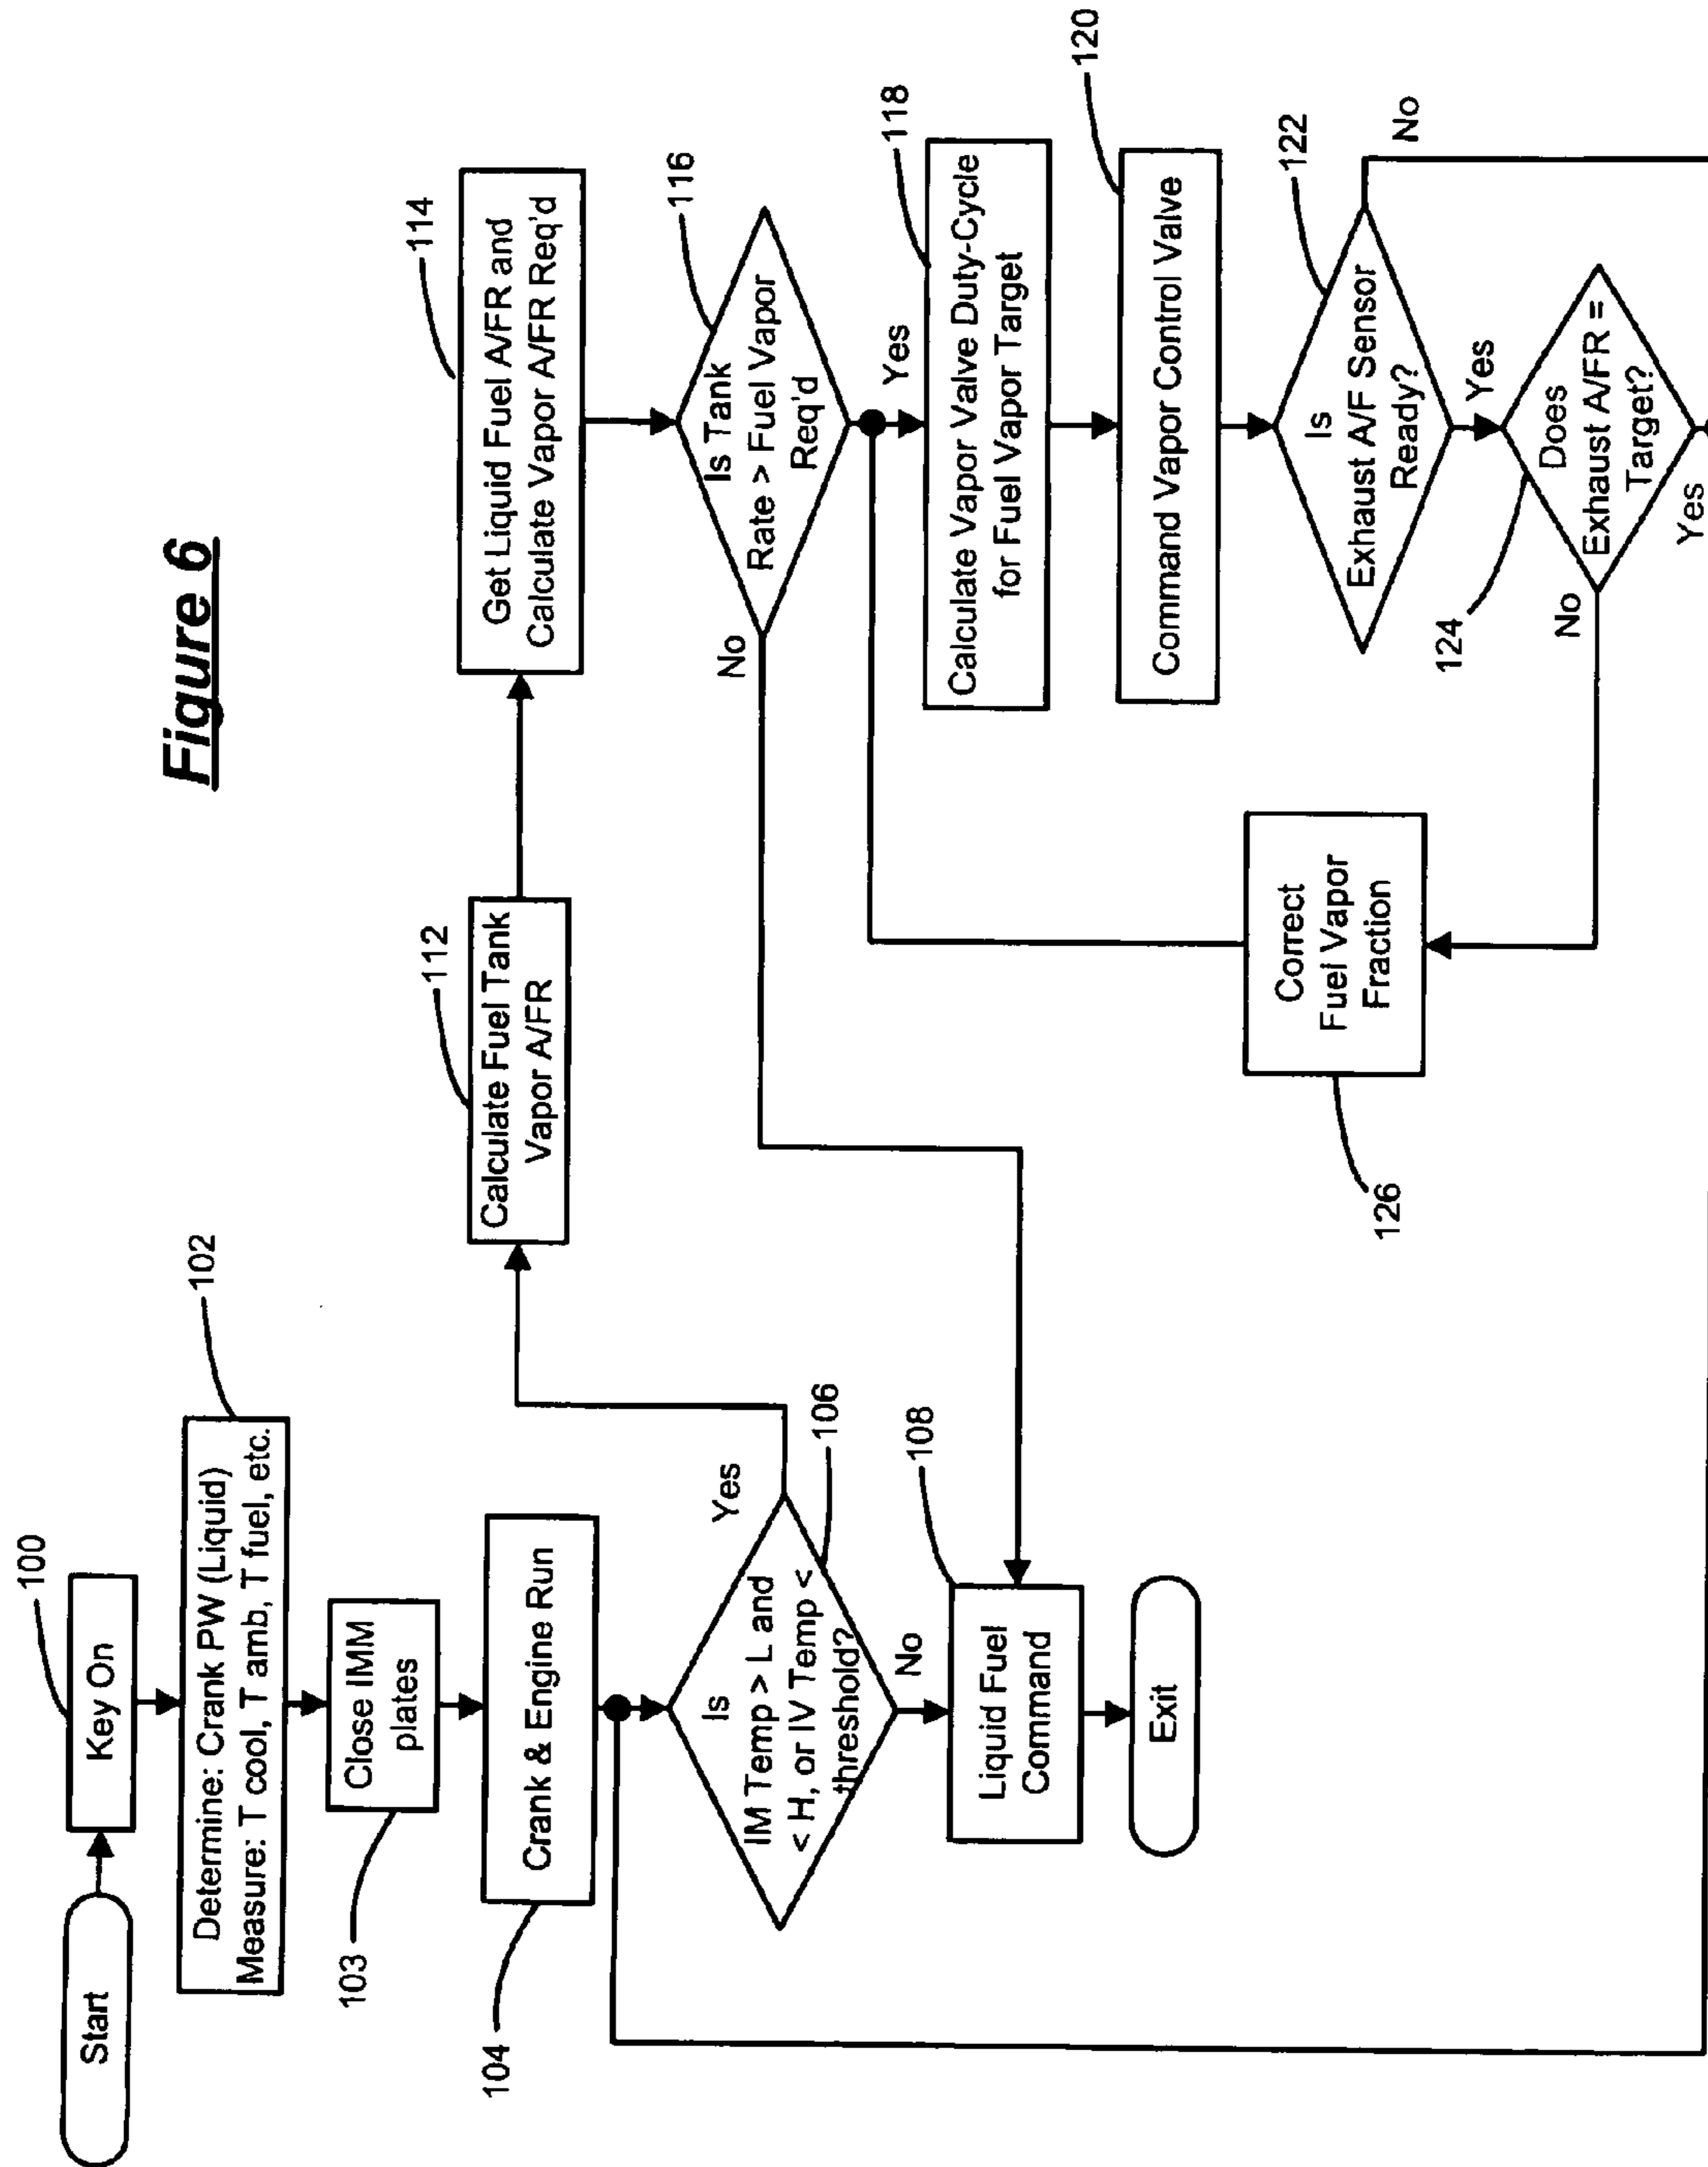 Figure 6
Start
Key On
100
Determine: Crank PW (Liquid)
Measure: T cool, T amb, T fuel, etc.
102
Close IMM
plates
103
Crank & Engine Run
104
Is
IM Temp > L and
< H, or IV Temp <
threshold?
106
Yes
No
Liquid Fuel
Command
108
Exit
Calculate Fuel Tank
Vapor A/FR
112
Get Liquid Fuel A/FR and
Calculate Vapor A/FR Req'd
114
Is Tank
Rate > Fuel Vapor
Req'd
116
No
Yes
Calculate Vapor Valve Duty-Cycle
for Fuel Vapor Target
118
Command Vapor Control Valve
120
Is
Exhaust A/F Sensor
Ready?
122
No
Yes
Does
Exhaust A/FR =
Target?
124
No
Yes
Correct
Fuel Vapor
Fraction
126